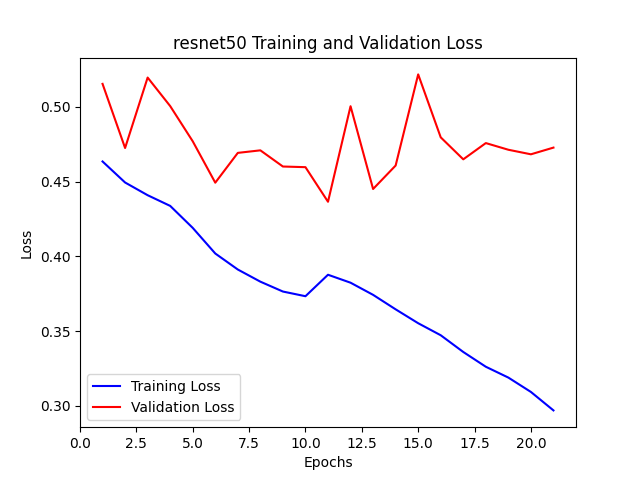 resnet50 Training and Validation Loss
Loss
0.50
0.45
0.40
0.35
0.30
Training Loss
Validation Loss
0.0 2.5 5.0 7.5 10.0 12.5 15.0 17.5 20.0
Epochs